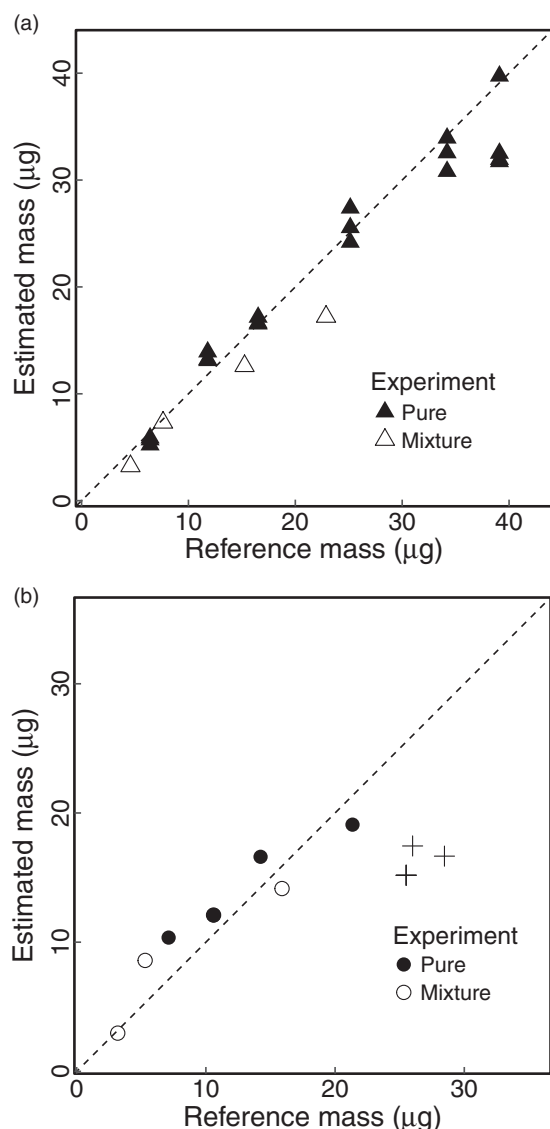 (a)
Estimated mass (µg)
40
30
20
10
0
Experiment
Pure
Mixture
0 10 20 30 40
Reference mass (µg)
(b)
Estimated mass (µg)
30
20
10
0
Experiment
Pure
Mixture
0 10 20 30
Reference mass (µg)